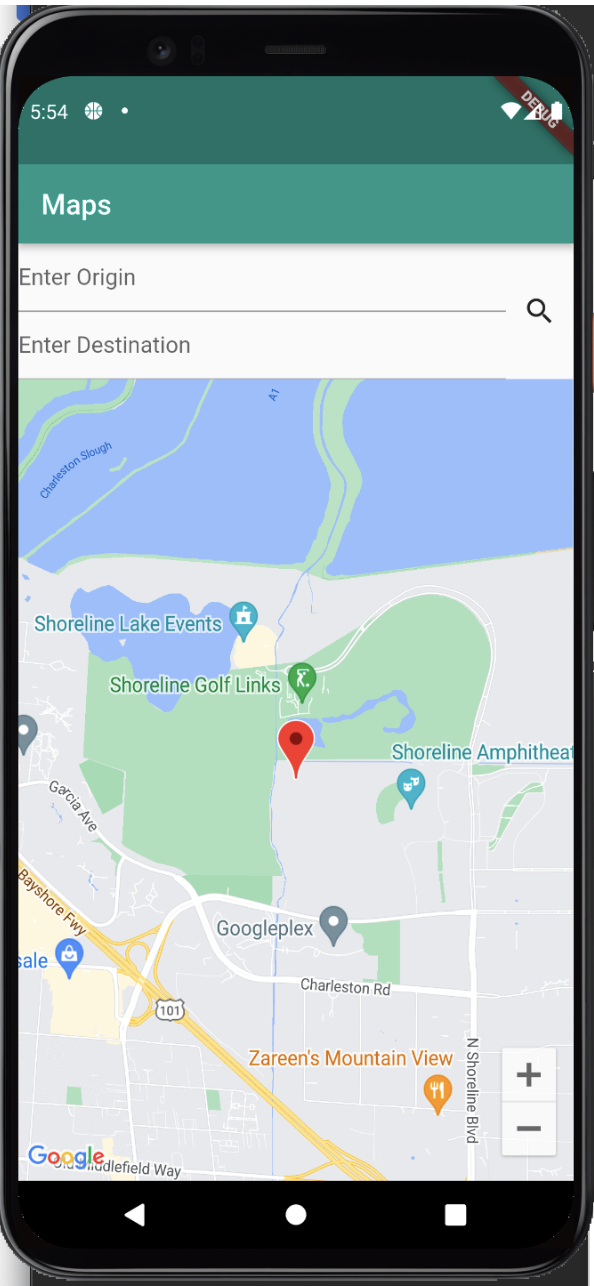 5:54
DEBUG
Maps
Enter Origin
Enter Destination
A1
Charleston Slough
Shoreline Lake Events
Shoreline Golf Links
Shoreline Amphitheat
Garcia Ave
Bayshore Fwy
Googleplex
sale
Charleston Rd
101
Zareen's Mountain View
N Shoreline Blvd
+
−
Google
Middlefield Way